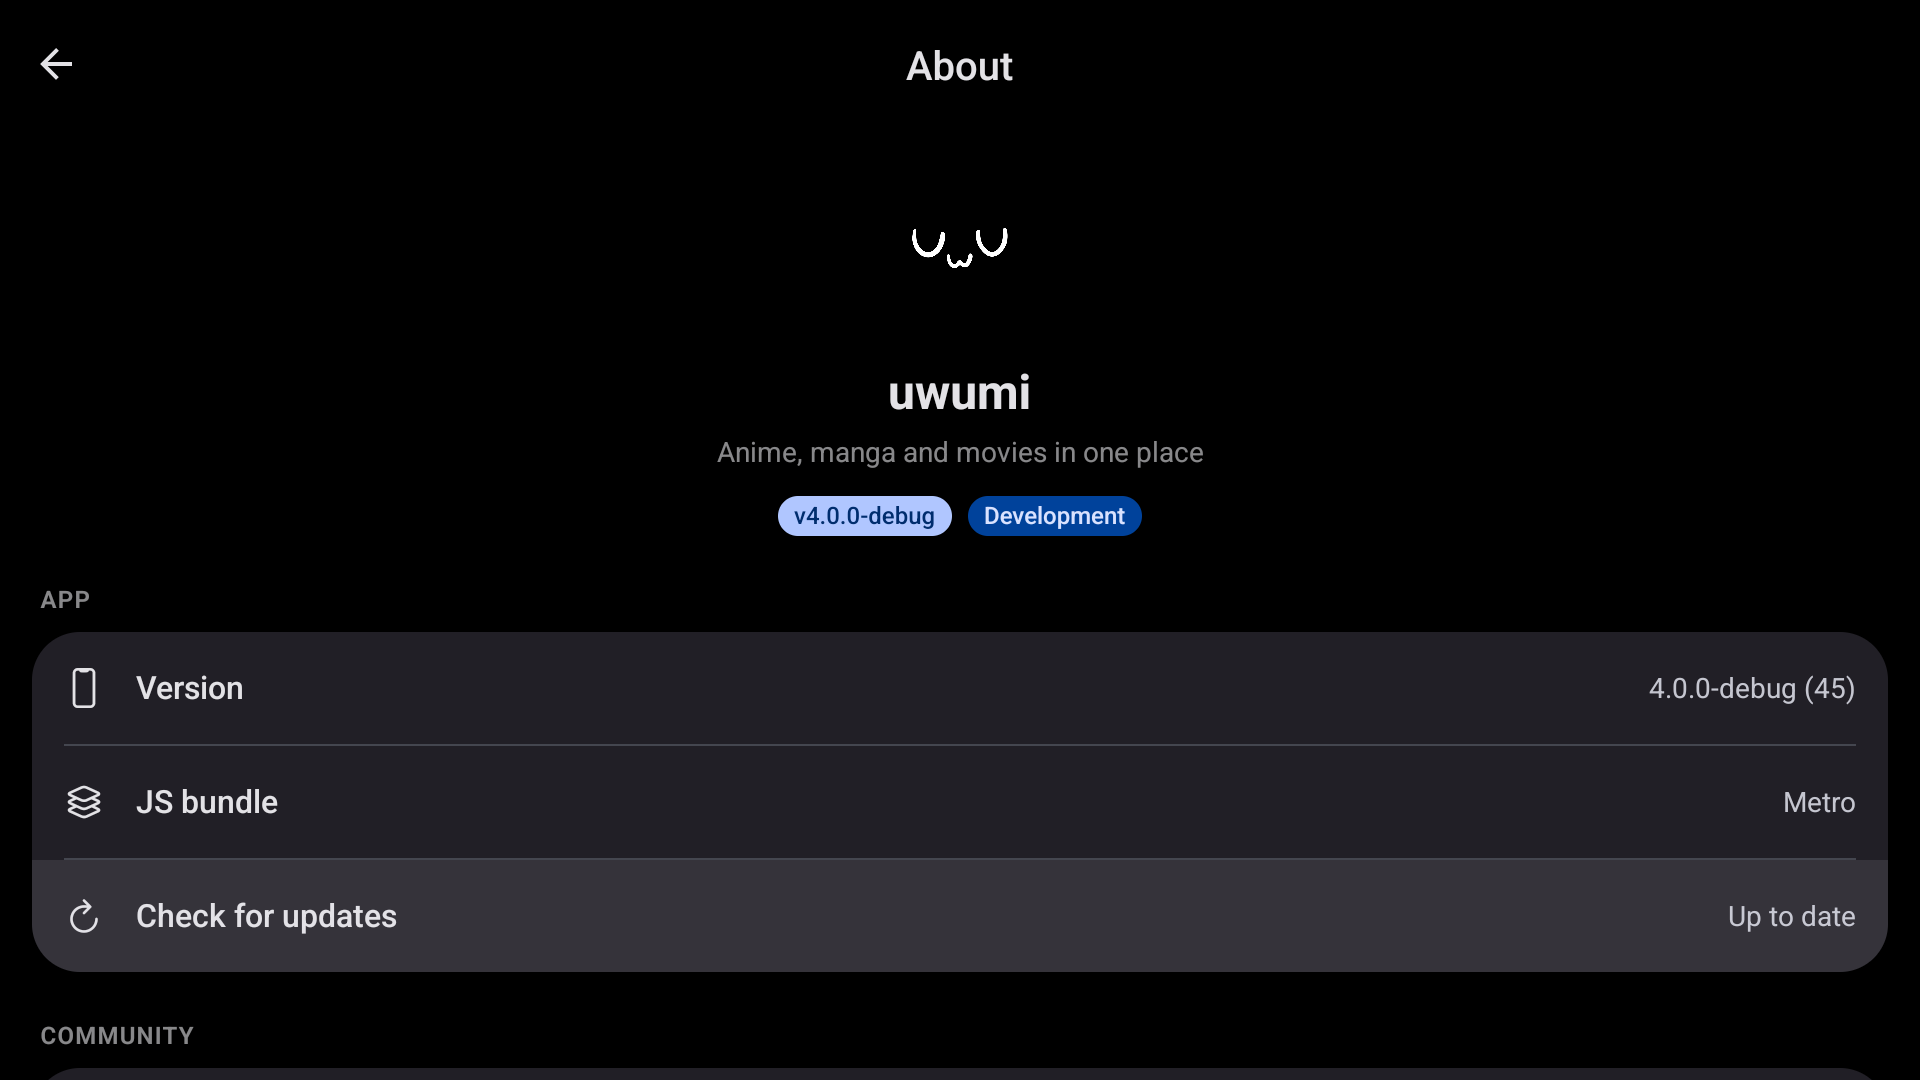 About
uwumi
Anime, manga and movies in one place
v4.0.0-debug Development
APP
Version 4.0.0-debug (45)
JS bundle Metro
Check for updates Up to date
COMMUNITY